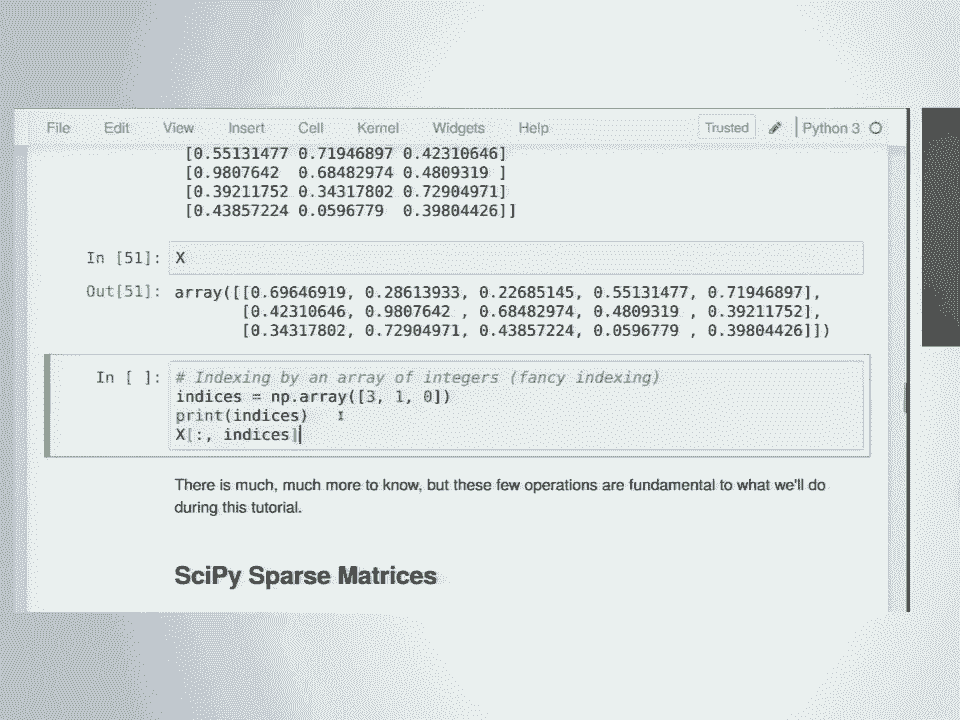 File Edit View Insert Cell Kernel Widgets Help Trusted Python 3
[0.55131477 0.71946897 0.42310646]
[0.9807642  0.68482974 0.4809319 ]
[0.39211752 0.34317802 0.72904971]
[0.43857224 0.0596779  0.39804426]]
In [51]: X
Out[51]: array([[0.69646919, 0.28613933, 0.22685145, 0.55131477, 0.71946897],
[0.42310646, 0.9807642 , 0.68482974, 0.4809319 , 0.39211752],
[0.34317802, 0.72904971, 0.43857224, 0.0596779 , 0.39804426]])
In [ ]: # Indexing by an array of integers (fancy indexing)
indices = np.array([3, 1, 0])
print(indices)
X[:, indices]
There is much, much more to know, but these few operations are fundamental to what we'll do
during this tutorial.
SciPy Sparse Matrices